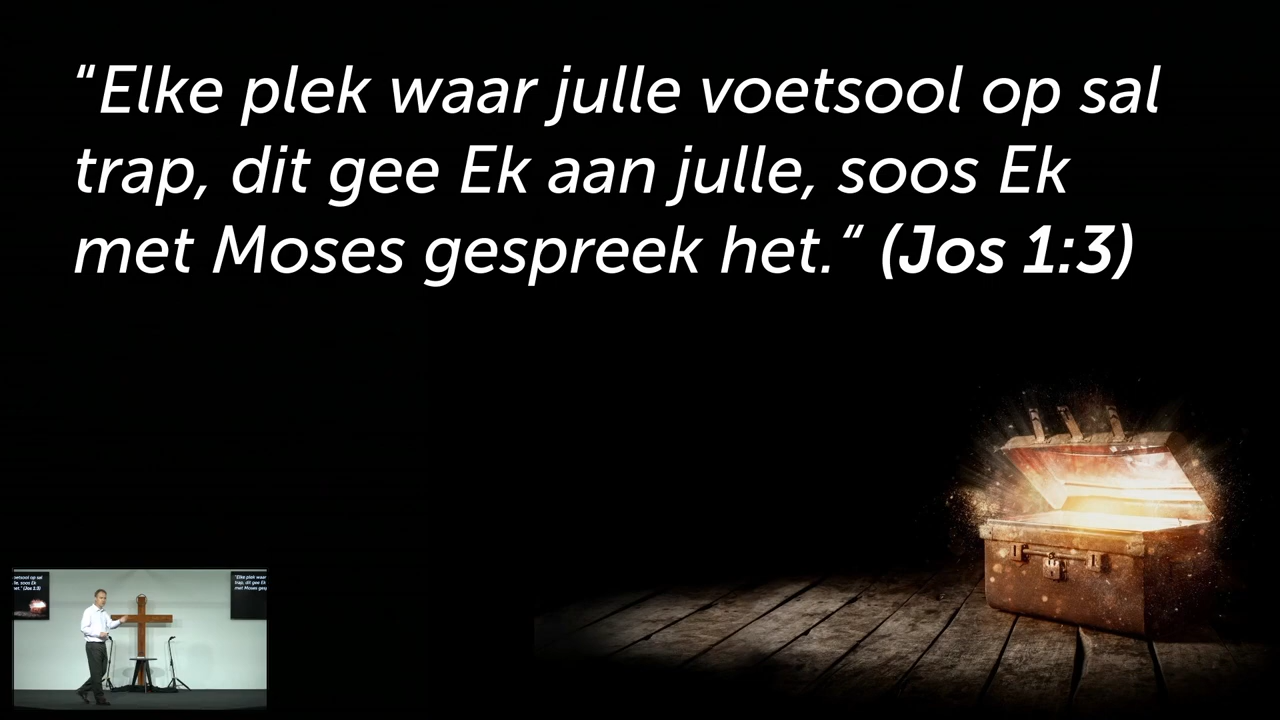 “Elke plek waar julle voetsool op sal
trap, dit gee Ek aan julle, soos Ek
met Moses gespreek het.“ (Jos 1:3)